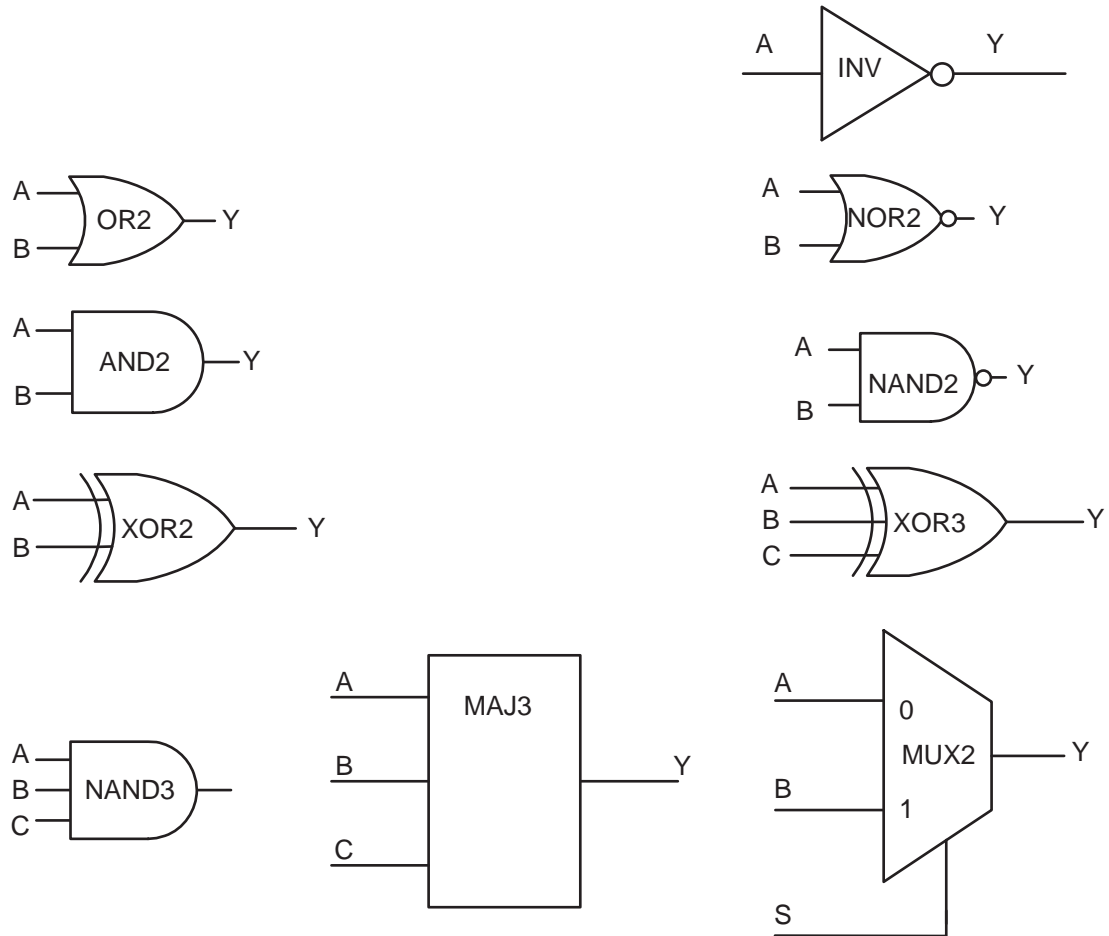 A INV Y
A OR2 Y
B
A NOR2 Y
B
A AND2 Y
B
A NAND2 Y
B
A XOR2 Y
B
A XOR3 Y
B
C
A NAND3
B
C
A MAJ3
B Y
C
A 0
MUX2 Y
B 1
S